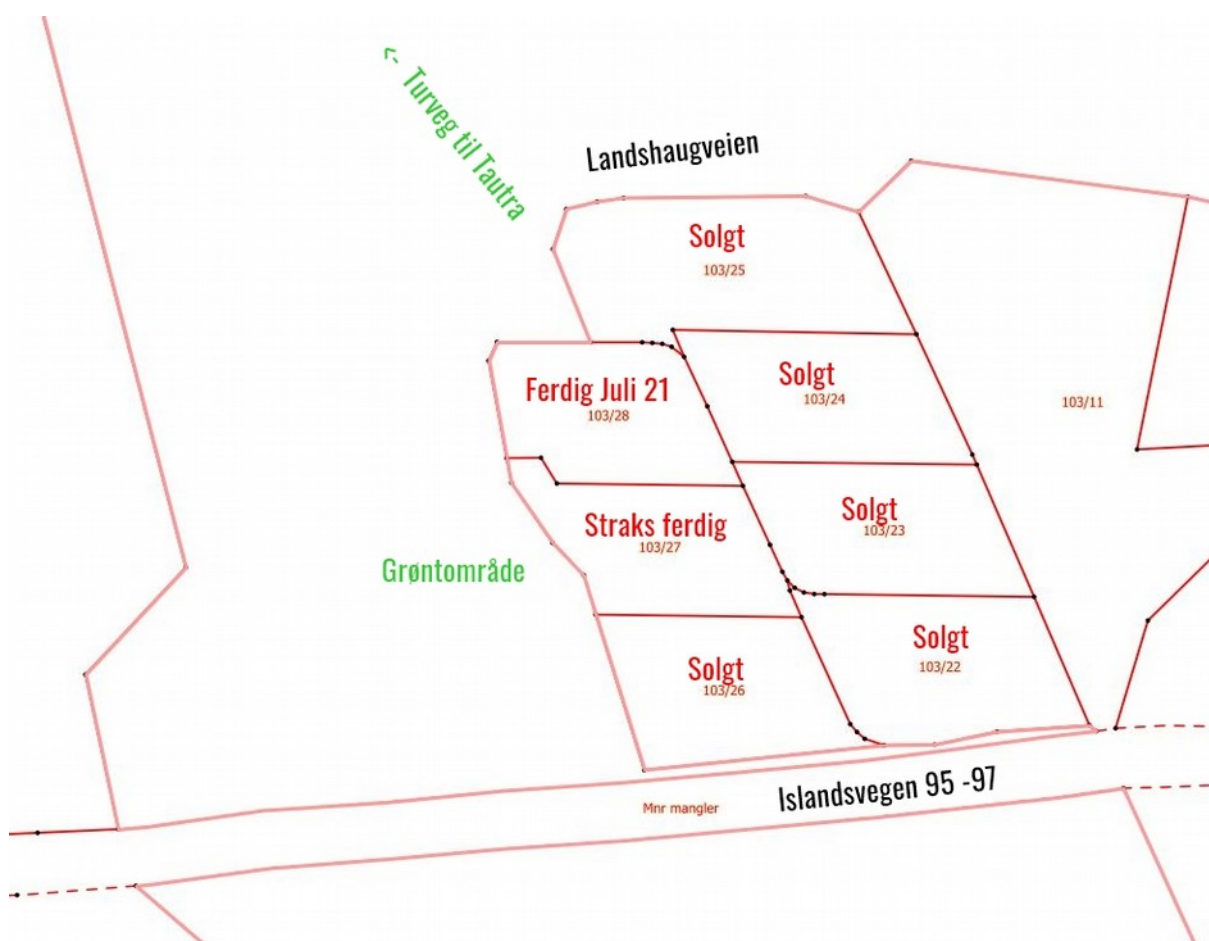 <- Turveg til Tautra
Landshaugveien
Solgt
103/25
Ferdig Juli 21
103/28
Solgt
103/24
103/11
Straks ferdig
103/27
Solgt
103/23
Grøntområde
Solgt
103/26
Solgt
103/22
Islandsvegen 95 -97
Mnr mangler